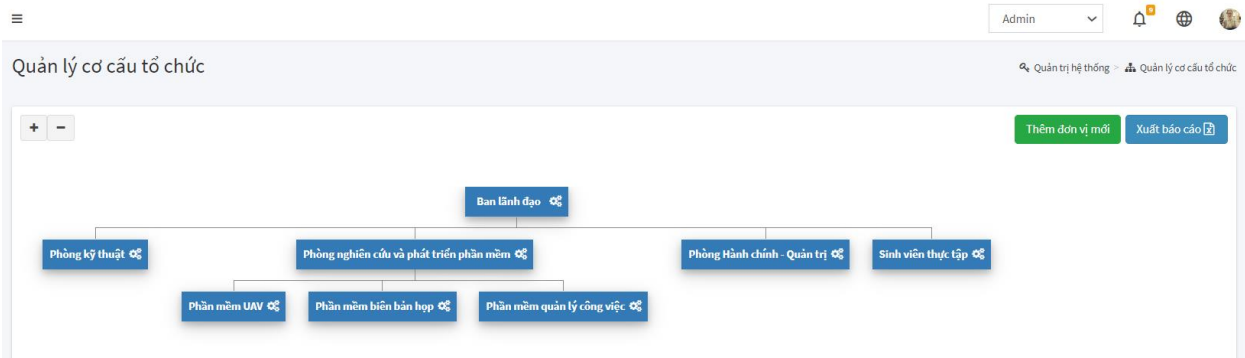 Admin
9
Quản lý cơ cấu tổ chức
Quản trị hệ thống > Quản lý cơ cấu tổ chức
+ −
Thêm đơn vị mới Xuất báo cáo
Ban lãnh đạo
Phòng kỹ thuật Phòng nghiên cứu và phát triển phần mềm Phòng Hành chính - Quản trị Sinh viên thực tập
Phần mềm UAV Phần mềm biên bản họp Phần mềm quản lý công việc